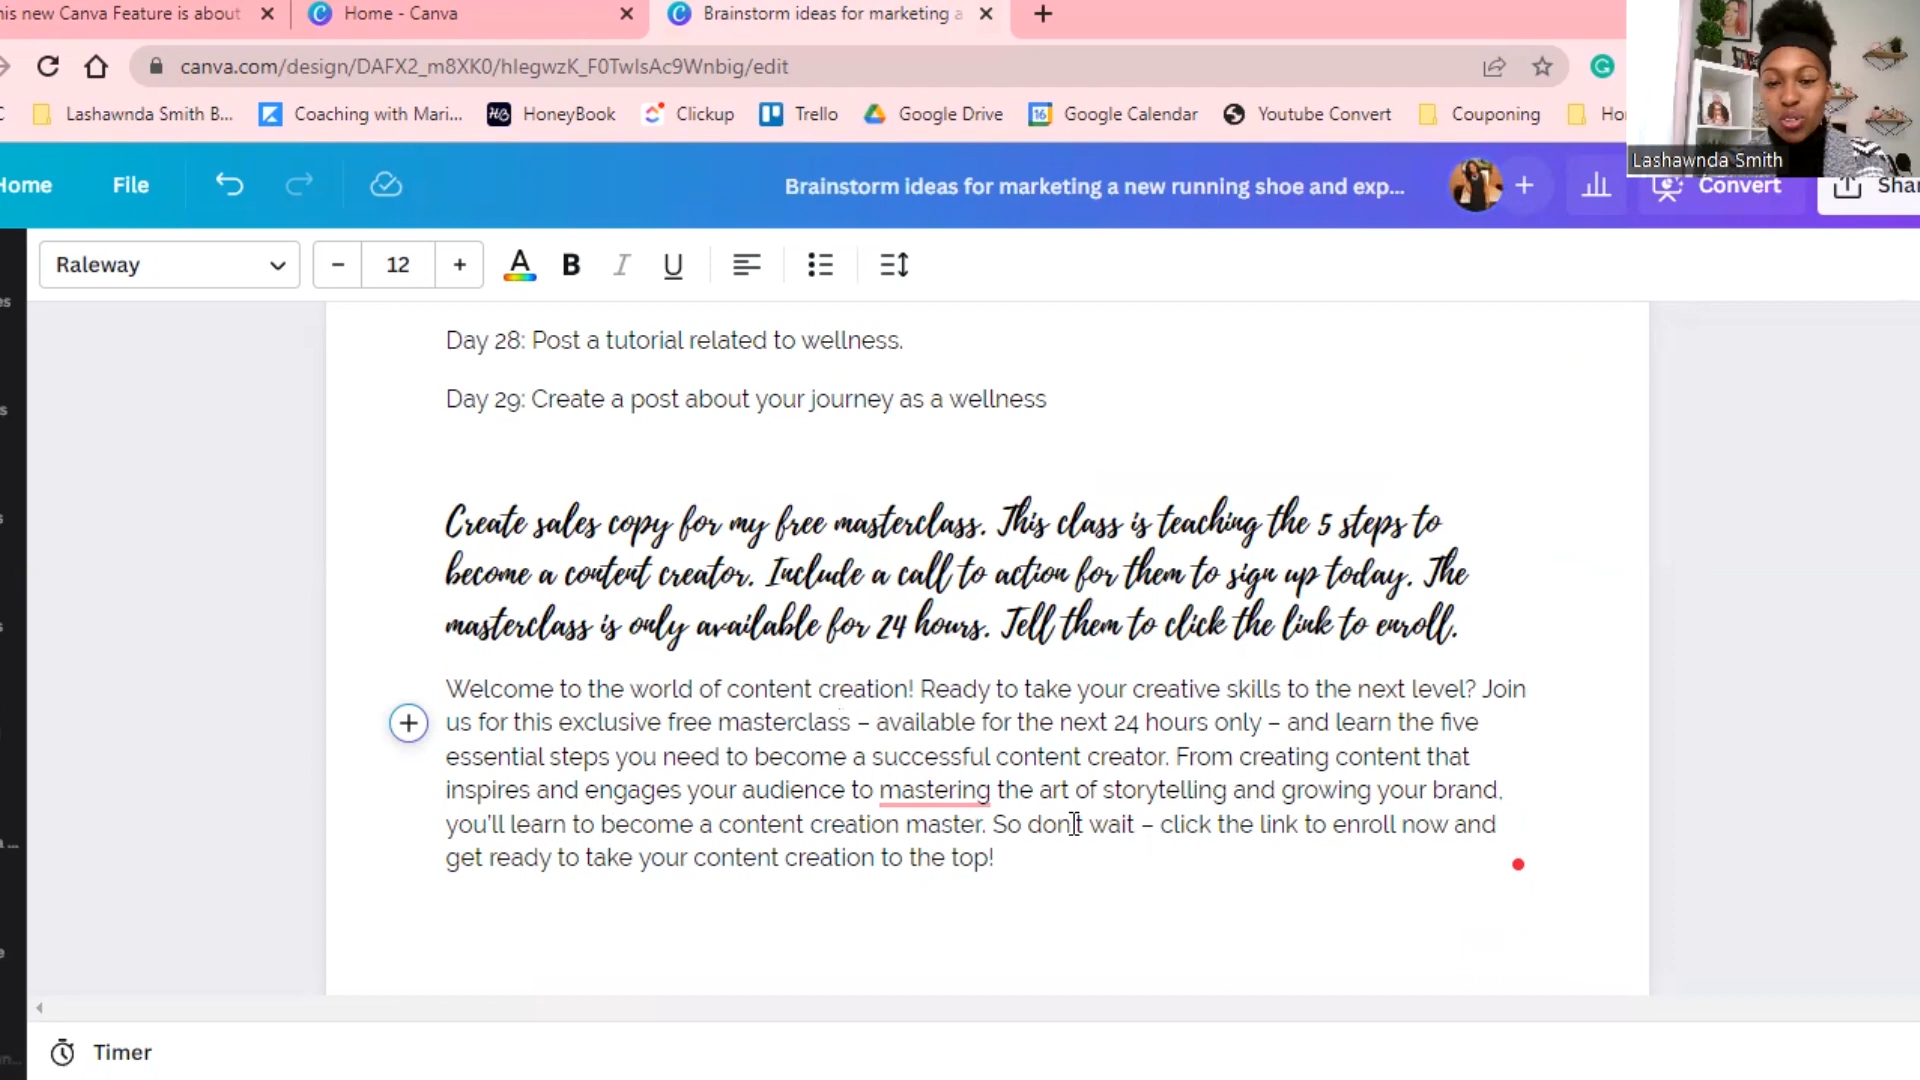 his new Canva Feature is about
Home - Canva
Brainstorm ideas for marketing a
canva.com/design/DAFX2_m8XK0/hIegwzK_F0TwIsAc9Wnbig/edit
Lashawnda Smith B...
Coaching with Mari...
HB
HoneyBook
Clickup
Trello
Google Drive
16
Google Calendar
Youtube Convert
Couponing
Lashawnda Smith
Home
File
Brainstorm ideas for marketing a new running shoe and exp...
Convert
Raleway
12
Day 28: Post a tutorial related to wellness.
Day 29: Create a post about your journey as a wellness
Create sales copy for my free masterclass. This class is teaching the 5 steps to
become a content creator. Include a call to action for them to sign up today. The
masterclass is only available for 24 hours. Tell them to click the link to enroll.
Welcome to the world of content creation! Ready to take your creative skills to the next level? Join
us for this exclusive free masterclass – available for the next 24 hours only – and learn the five
essential steps you need to become a successful content creator. From creating content that
inspires and engages your audience to mastering the art of storytelling and growing your brand,
you'll learn to become a content creation master. So don't wait – click the link to enroll now and
get ready to take your content creation to the top!
Timer